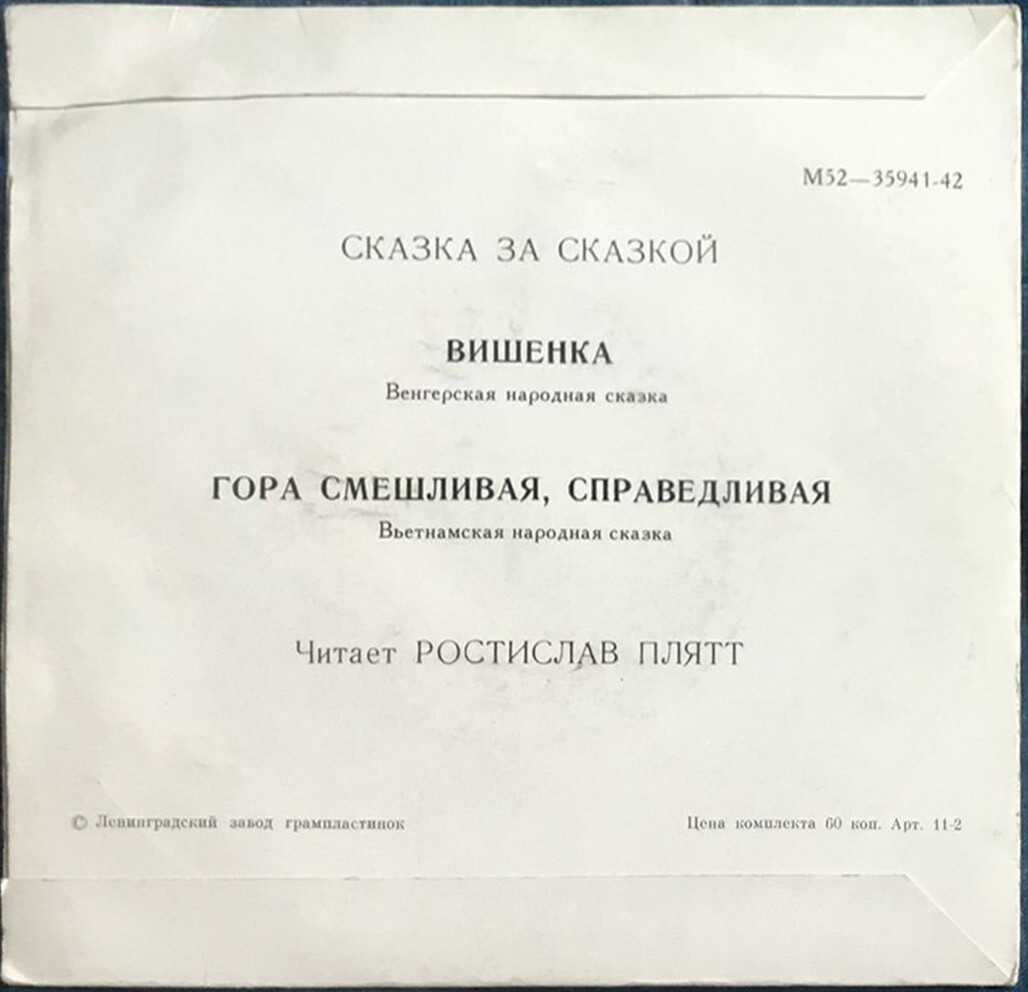 М52—35941-42
СКАЗКА ЗА СКАЗКОЙ
ВИШЕНКА
Венгерская народная сказка
ГОРА СМЕШЛИВАЯ, СПРАВЕДЛИВАЯ
Вьетнамская народная сказка
Читает РОСТИСЛАВ ПЛЯТТ
© Ленинградский завод грампластинок
Цена комплекта 60 коп. Арт. 11-2